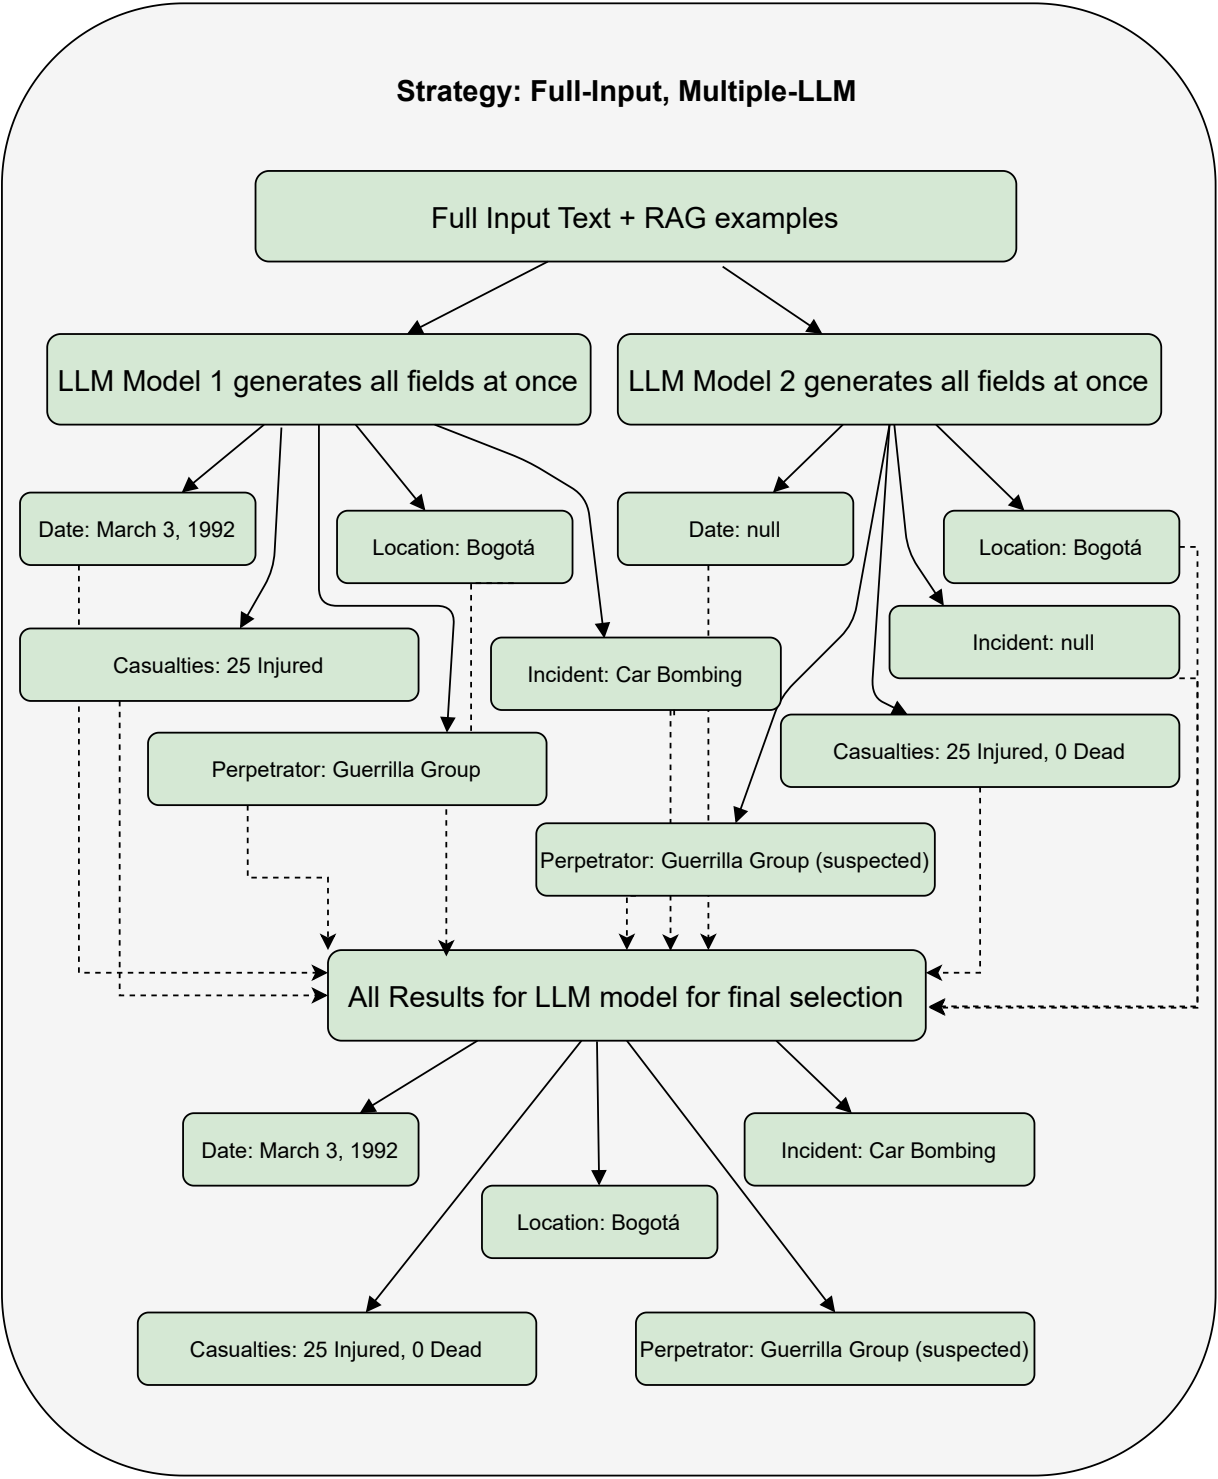 Strategy: Full-Input, Multiple-LLM
Full Input Text + RAG examples
LLM Model 1 generates all fields at once
LLM Model 2 generates all fields at once
Date: March 3, 1992
Location: Bogotá
Date: null
Location: Bogotá
Casualties: 25 Injured
Incident: Car Bombing
Incident: null
Perpetrator: Guerrilla Group
Casualties: 25 Injured, 0 Dead
Perpetrator: Guerrilla Group (suspected)
All Results for LLM model for final selection
Date: March 3, 1992
Incident: Car Bombing
Location: Bogotá
Casualties: 25 Injured, 0 Dead
Perpetrator: Guerrilla Group (suspected)